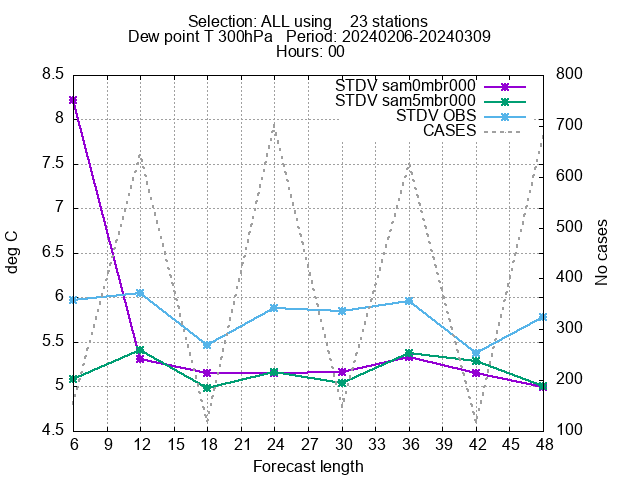 Selection: ALL using    23 stations
Dew point T 300hPa   Period: 20240206-20240309
Hours: 00
STDV sam0mbr000
STDV sam5mbr000
STDV OBS
CASES
8.5
8
7.5
7
6.5
6
5.5
5
4.5
deg C
800
700
600
500
400
300
200
100
No cases
6 9 12 15 18 21 24 27 30 33 36 39 42 45 48
Forecast length